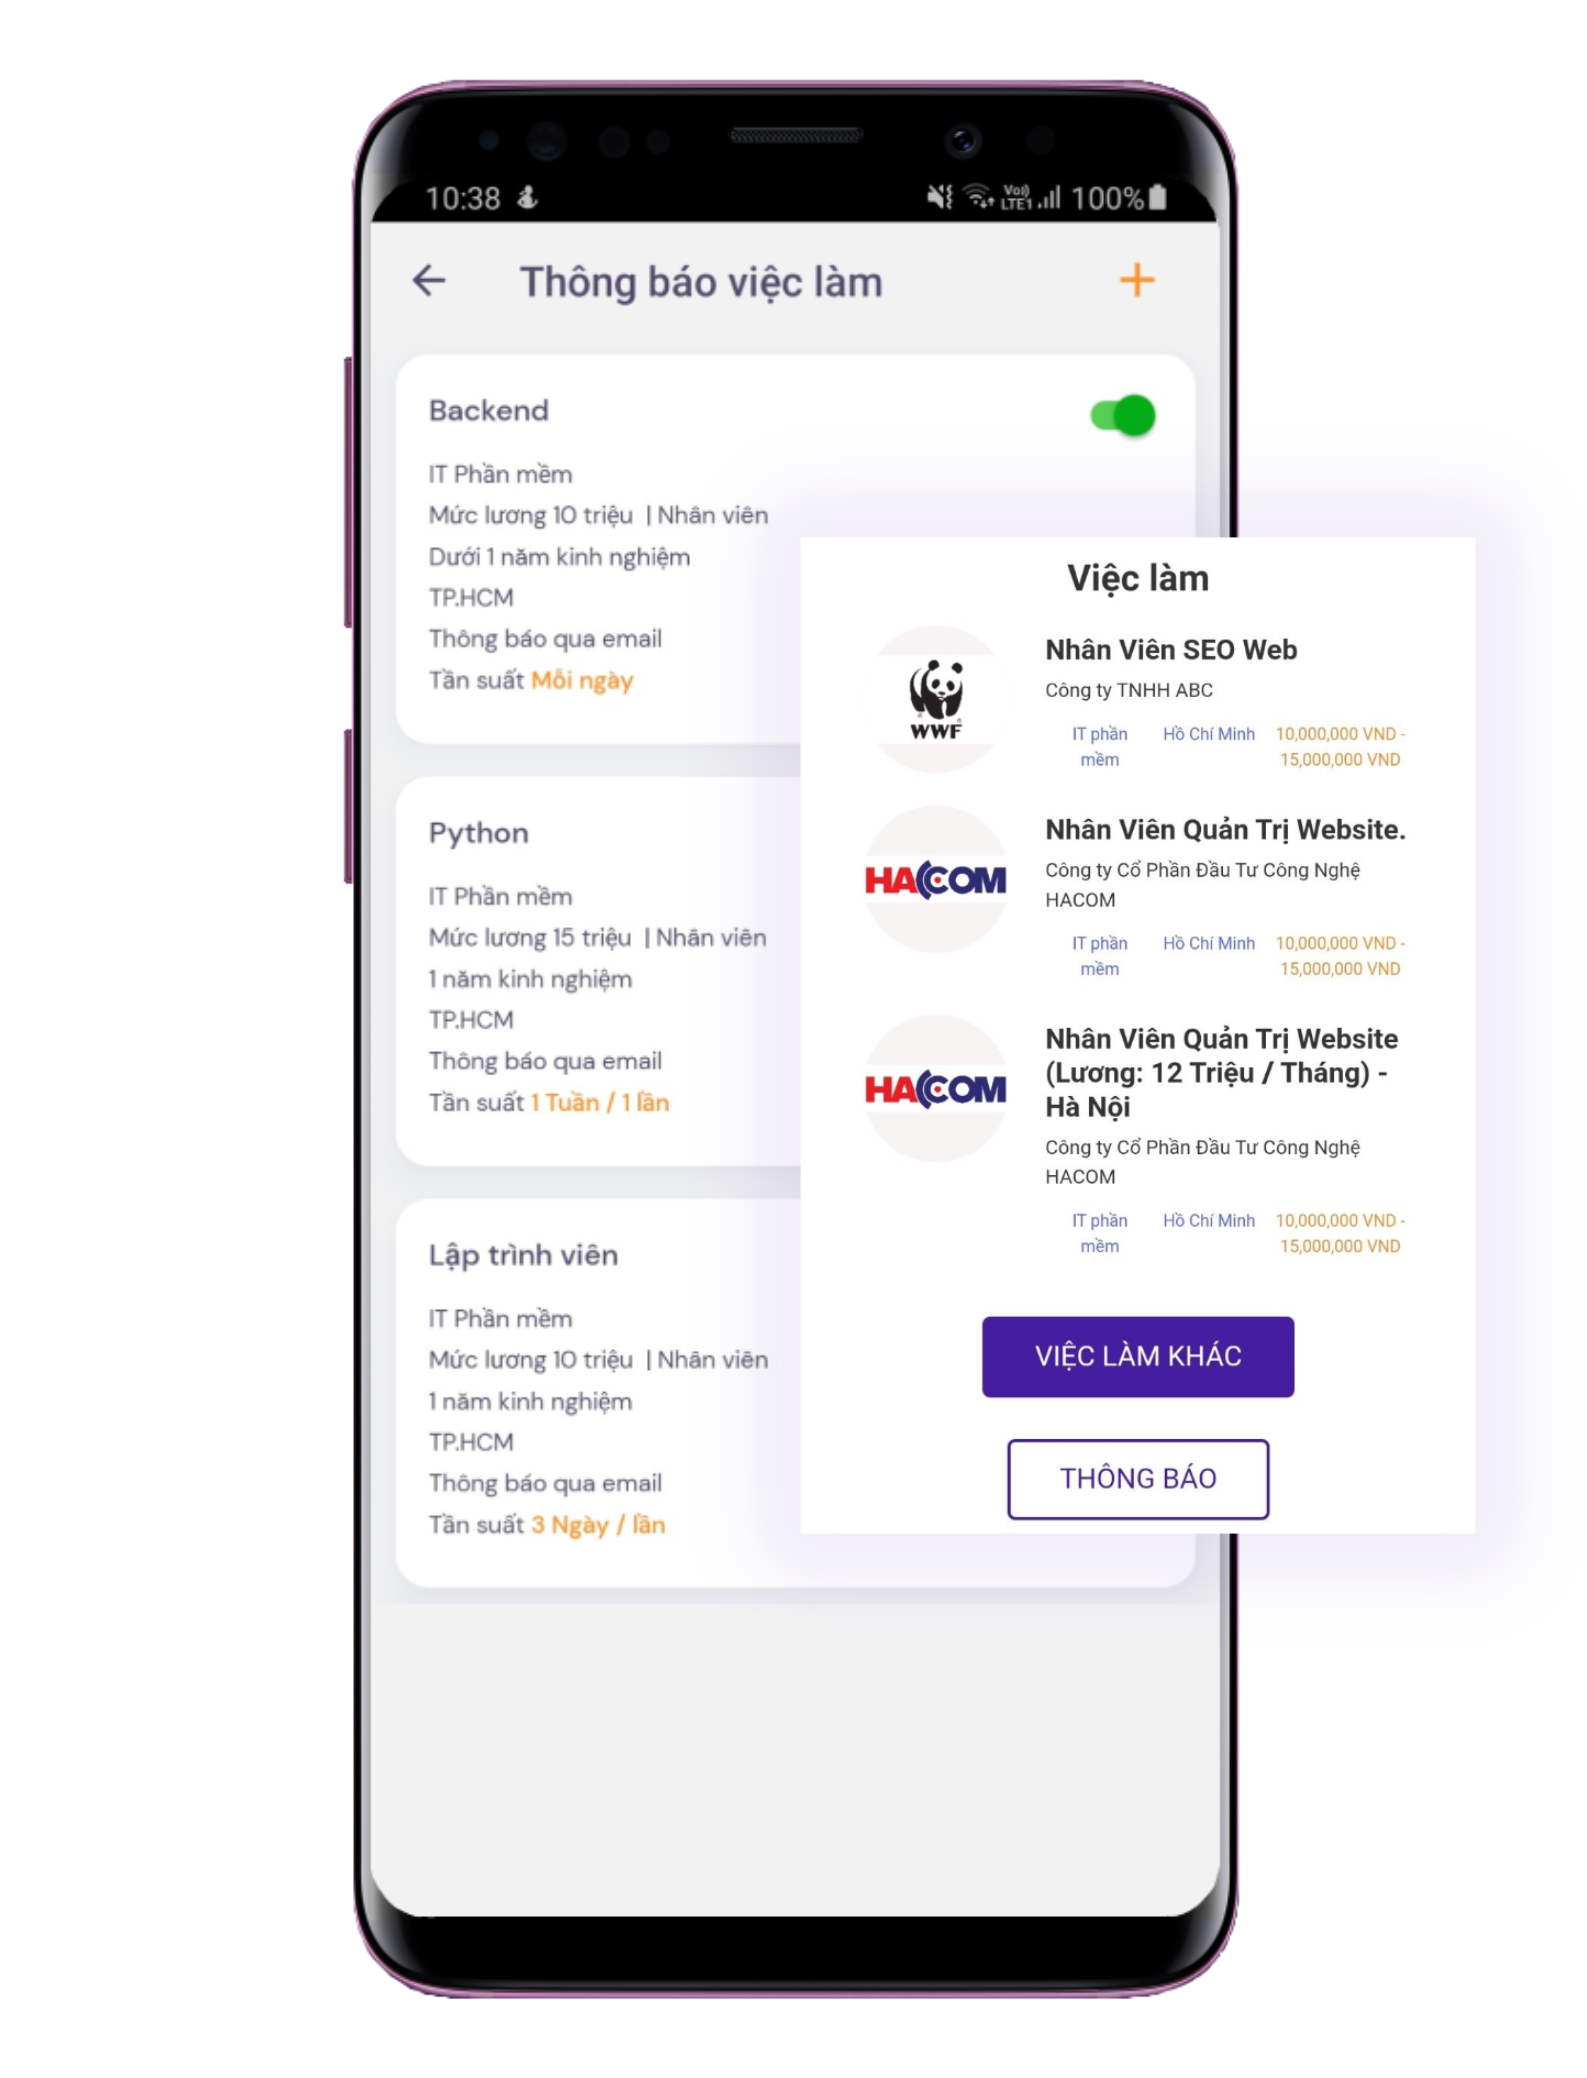 10:38
Vo)) LTE1 100%
Thông báo việc làm
Backend
IT Phần mềm
Mức lương 10 triệu | Nhân viên
Dưới 1 năm kinh nghiệm
TP.HCM
Thông báo qua email
Tần suất Mỗi ngày
Python
IT Phần mềm
Mức lương 15 triệu | Nhân viên
1 năm kinh nghiệm
TP.HCM
Thông báo qua email
Tần suất 1 Tuần / 1 lần
Lập trình viên
IT Phần mềm
Mức lương 10 triệu | Nhân viên
1 năm kinh nghiệm
TP.HCM
Thông báo qua email
Tần suất 3 Ngày / lần
Việc làm
WWF
Nhân Viên SEO Web
Công ty TNHH ABC
IT phần
mềm
Hồ Chí Minh
10,000,000 VND -
15,000,000 VND
HACOM
Nhân Viên Quản Trị Website.
Công ty Cổ Phần Đầu Tư Công Nghệ
HACOM
IT phần
mềm
Hồ Chí Minh
10,000,000 VND -
15,000,000 VND
HACOM
Nhân Viên Quản Trị Website
(Lương: 12 Triệu / Tháng) -
Hà Nội
Công ty Cổ Phần Đầu Tư Công Nghệ
HACOM
IT phần
mềm
Hồ Chí Minh
10,000,000 VND -
15,000,000 VND
VIỆC LÀM KHÁC
THÔNG BÁO